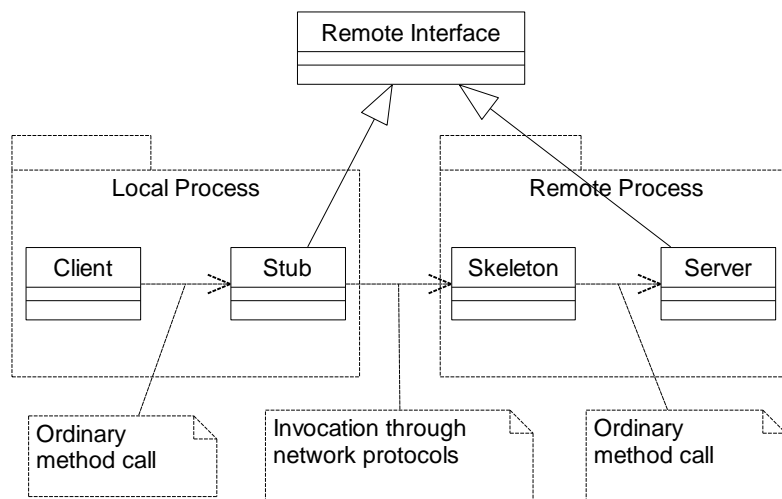 Remote Interface
Local Process
Remote Process
Client
Stub
Skeleton
Server
Ordinary
method call
Invocation through
network protocols
Ordinary
method call